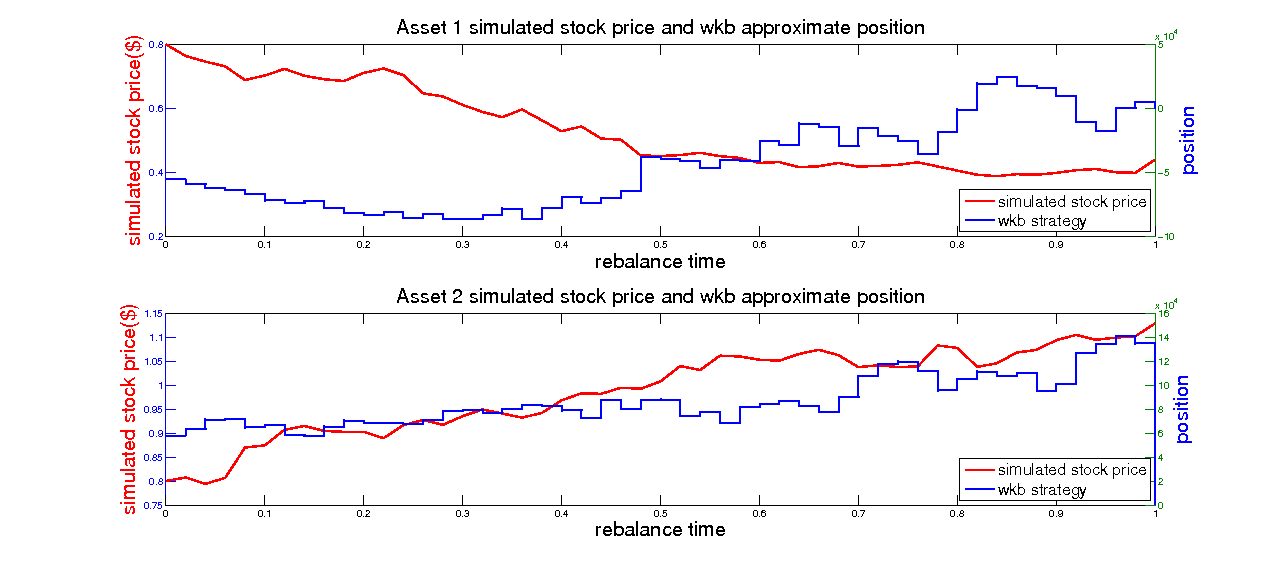 Asset 1 simulated stock price and wkb approximate position
x 10^4
simulated stock price($)
0.8
0.6
0.4
0.2
5
0
-5
-10
position
simulated stock price
wkb strategy
0 0.1 0.2 0.3 0.4 0.5 0.6 0.7 0.8 0.9 1
rebalance time
Asset 2 simulated stock price and wkb approximate position
x 10^4
simulated stock price($)
1.15
1.1
1.05
1
0.95
0.9
0.85
0.8
0.75
16
14
12
10
8
6
4
2
0
position
simulated stock price
wkb strategy
0 0.1 0.2 0.3 0.4 0.5 0.6 0.7 0.8 0.9 1
rebalance time